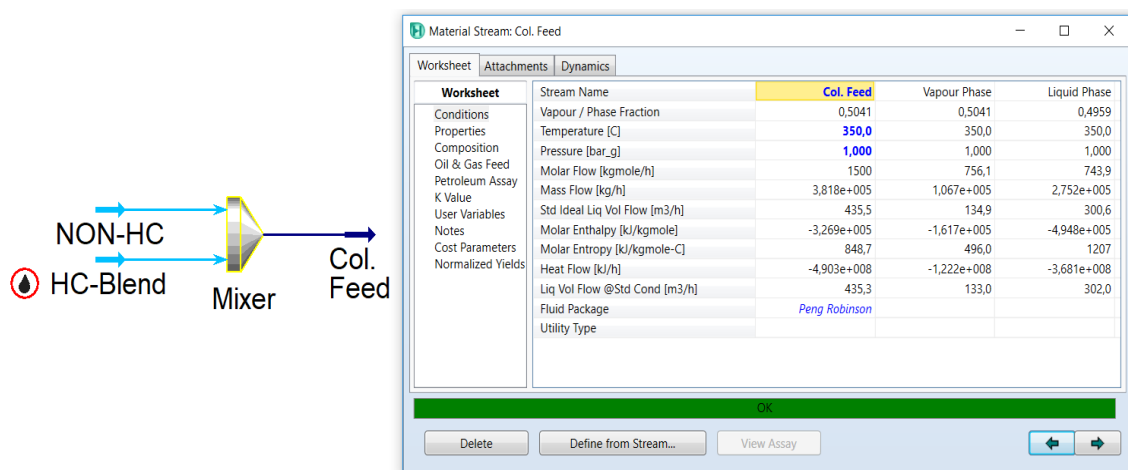 NON-HC
HC-Blend
Mixer
Col.
Feed
Material Stream: Col. Feed
Worksheet Attachments Dynamics
Worksheet
Conditions
Properties
Composition
Oil & Gas Feed
Petroleum Assay
K Value
User Variables
Notes
Cost Parameters
Normalized Yields
Stream Name Col. Feed Vapour Phase Liquid Phase
Vapour / Phase Fraction 0,5041 0,5041 0,4959
Temperature [C] 350,0 350,0 350,0
Pressure [bar_g] 1,000 1,000 1,000
Molar Flow [kgmole/h] 1500 756,1 743,9
Mass Flow [kg/h] 3,818e+005 1,067e+005 2,752e+005
Std Ideal Liq Vol Flow [m3/h] 435,5 134,9 300,6
Molar Enthalpy [kJ/kgmole] -3,269e+005 -1,617e+005 -4,948e+005
Molar Entropy [kJ/kgmole-C] 848,7 496,0 1207
Heat Flow [kJ/h] -4,903e+008 -1,222e+008 -3,681e+008
Liq Vol Flow @Std Cond [m3/h] 435,3 133,0 302,0
Fluid Package Peng Robinson
Utility Type
OK
Delete Define from Stream... View Assay